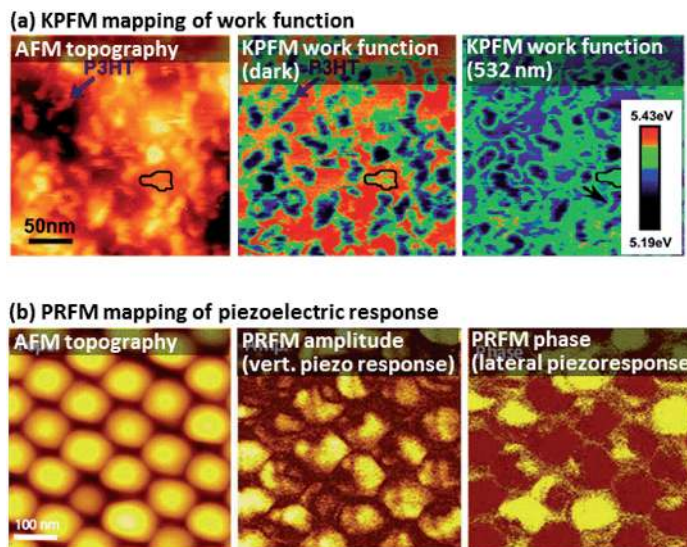 (a) KPFM mapping of work function
AFM topography
P3HT
50nm
KPFM work function
(dark)
P3HT
KPFM work function
(532 nm)
5.43eV
5.19eV
(b) PRFM mapping of piezoelectric response
AFM topography
100 nm
PRFM amplitude
(vert. piezo response)
PRFM phase
(lateral piezoresponse
Phase